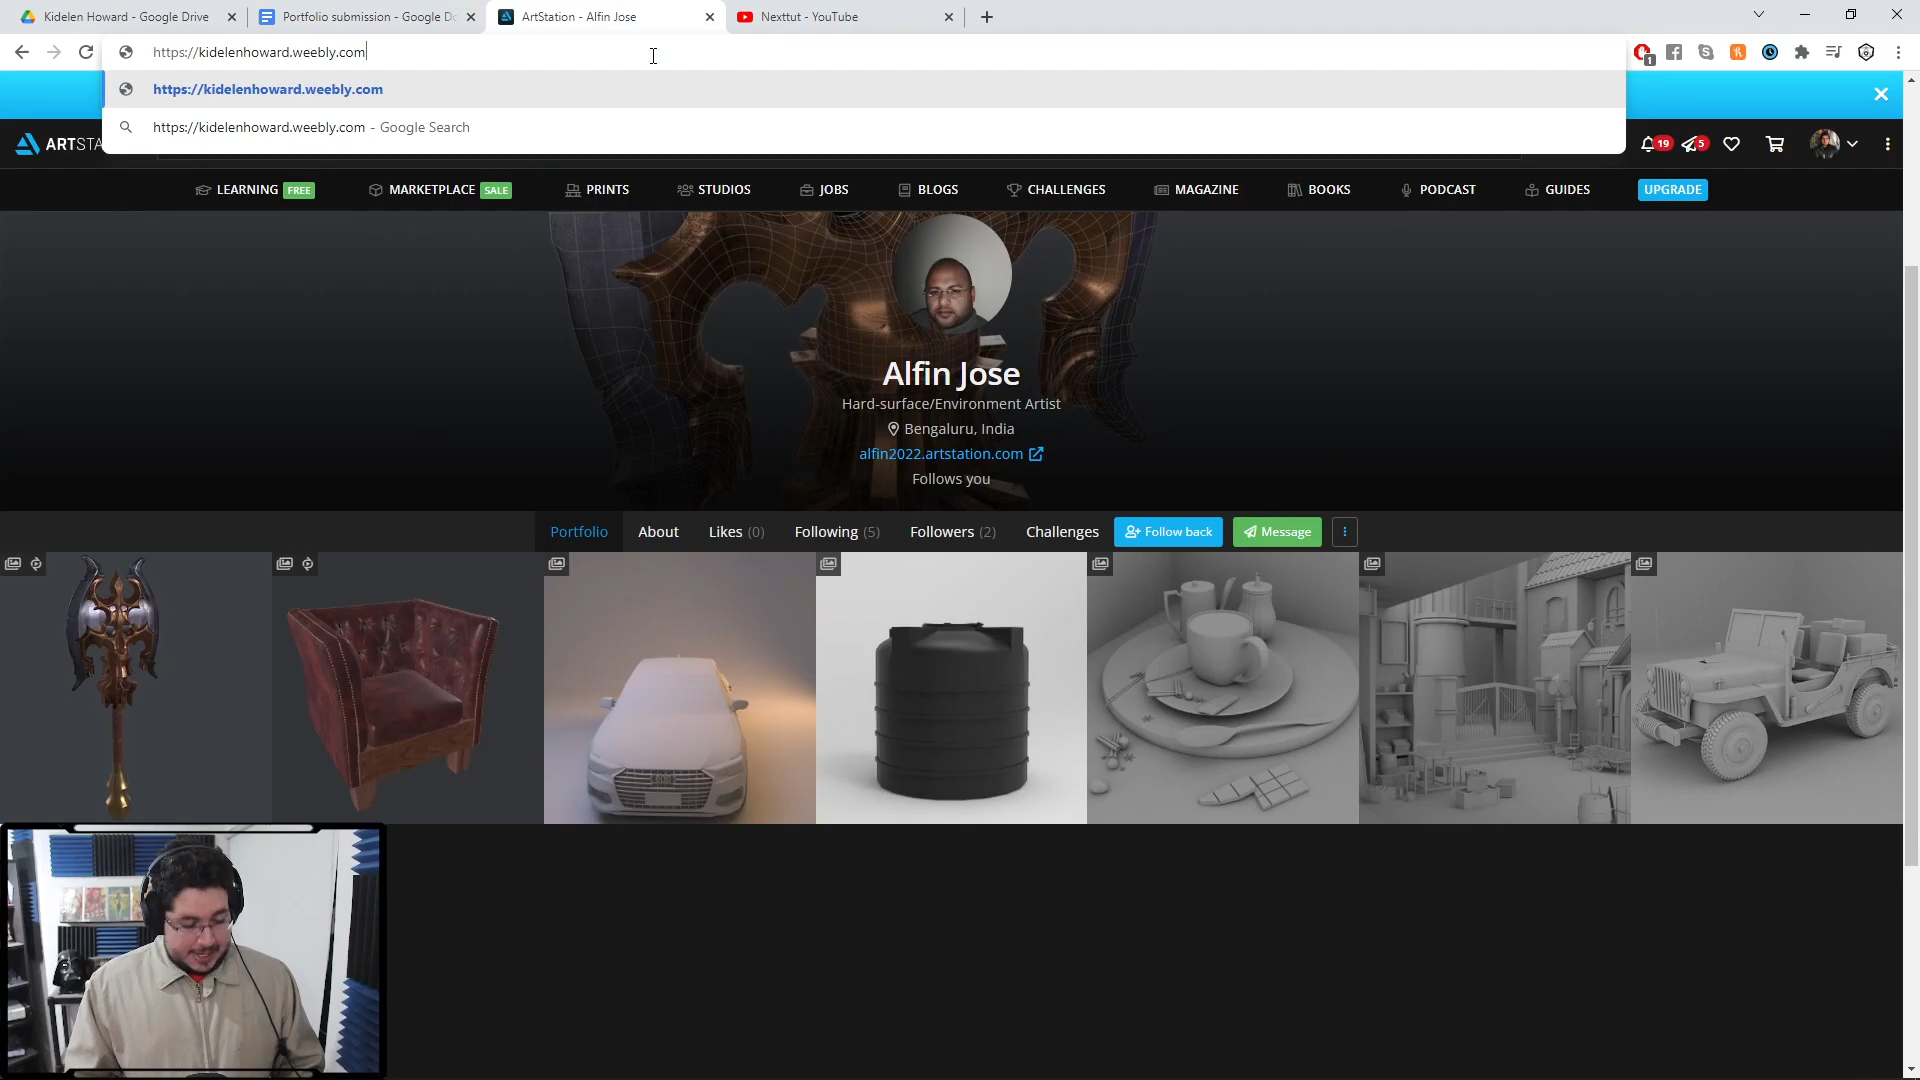 Kidelen Howard - Google Drive
Portfolio submission - Google Dc
ArtStation - Alfin Jose
Nexttut - YouTube
https://kidelenhoward.weebly.com
1
https://kidelenhoward.weebly.com
https://kidelenhoward.weebly.com - Google Search
ARTSTA
19
5
LEARNING FREE
MARKETPLACE SALE
PRINTS
STUDIOS
JOBS
BLOGS
CHALLENGES
MAGAZINE
BOOKS
PODCAST
GUIDES
UPGRADE
Alfin Jose
Hard-surface/Environment Artist
Bengaluru, India
alfin2022.artstation.com
Follows you
Portfolio
About
Likes (0)
Following (5)
Followers (2)
Challenges
Follow back
Message